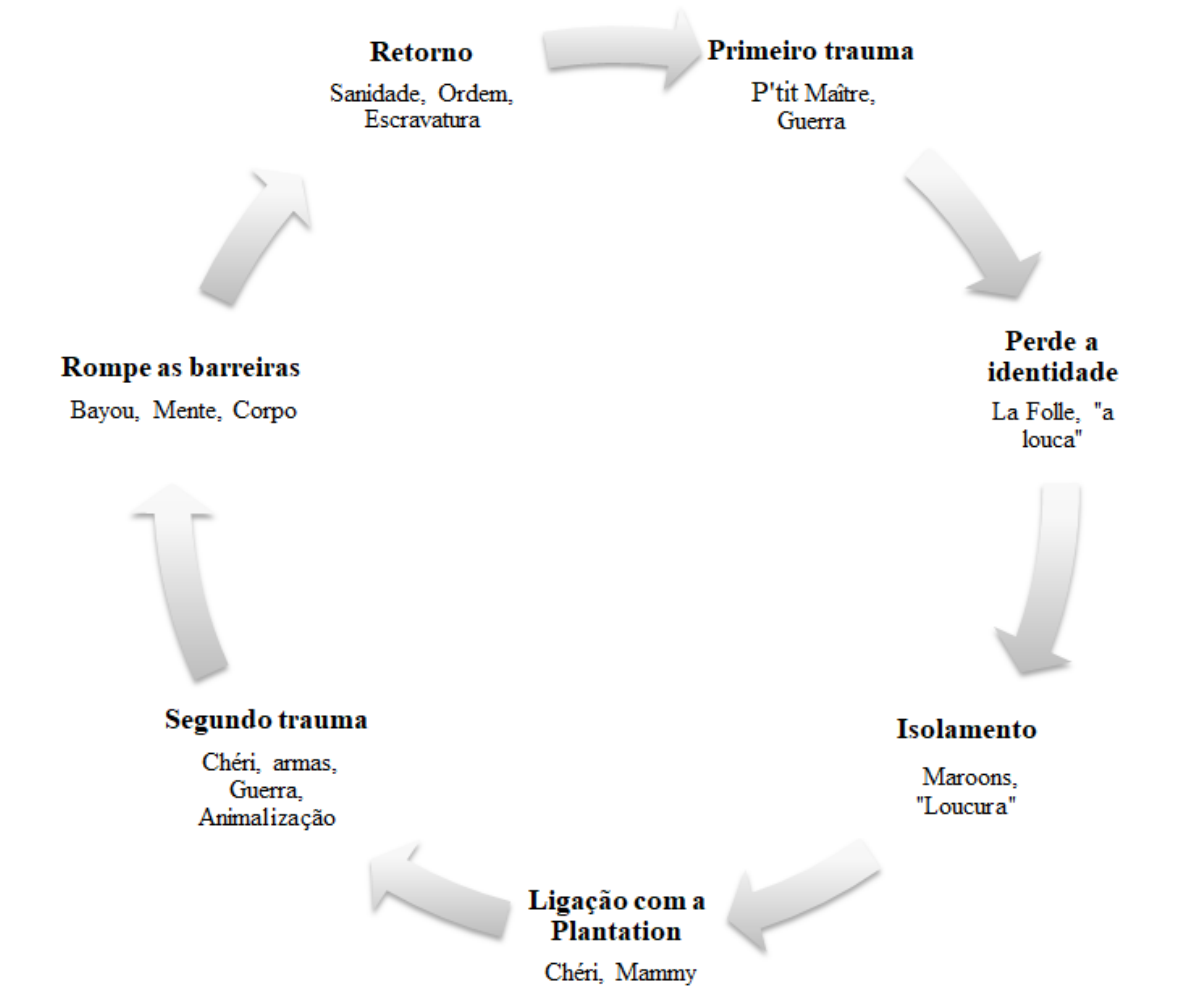 Retorno
Sanidade, Ordem,
Escravatura
Primeiro trauma
P'tit Maître,
Guerra
Perde a
identidade
La Folle, "a
louca"
Isolamento
Maroons,
"Loucura"
Ligação com a
Plantation
Chéri, Mammy
Segundo trauma
Chéri, armas,
Guerra,
Animalização
Rompe as barreiras
Bayou, Mente, Corpo